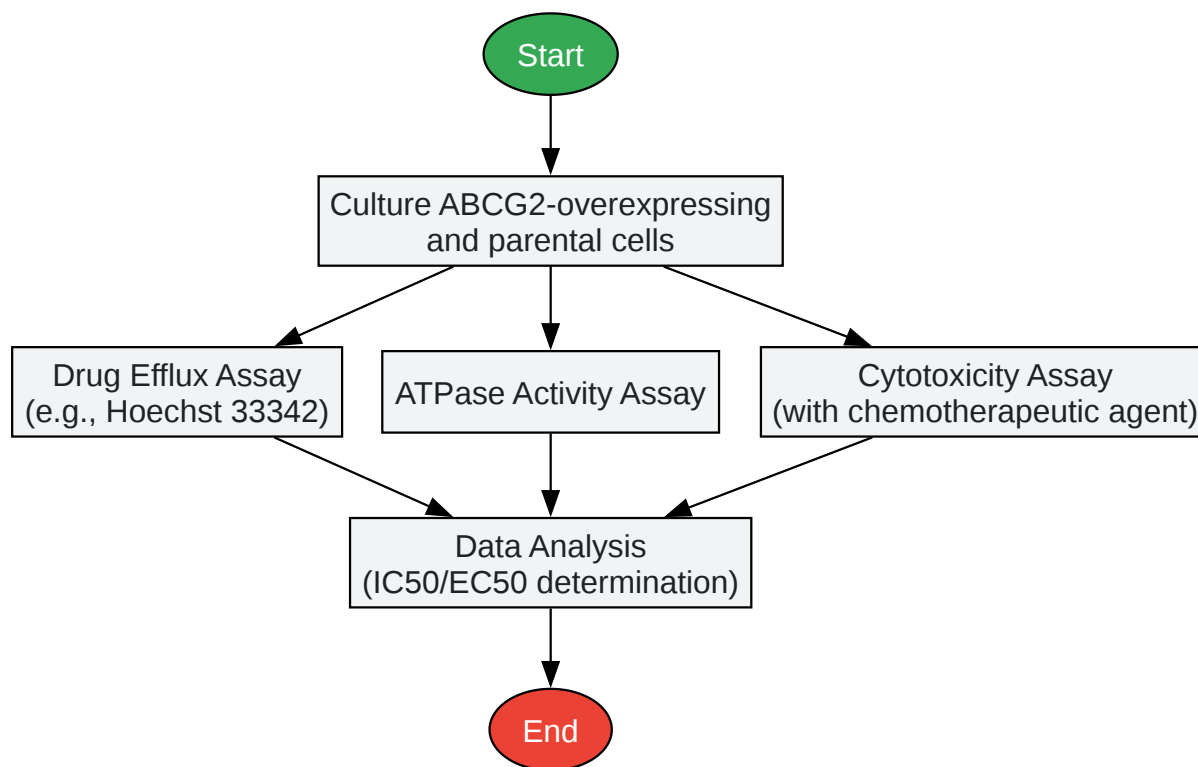 Start
Culture ABCG2-overexpressing
and parental cells
Drug Efflux Assay
(e.g., Hoechst 33342)
ATPase Activity Assay
Cytotoxicity Assay
(with chemotherapeutic agent)
Data Analysis
(IC50/EC50 determination)
End